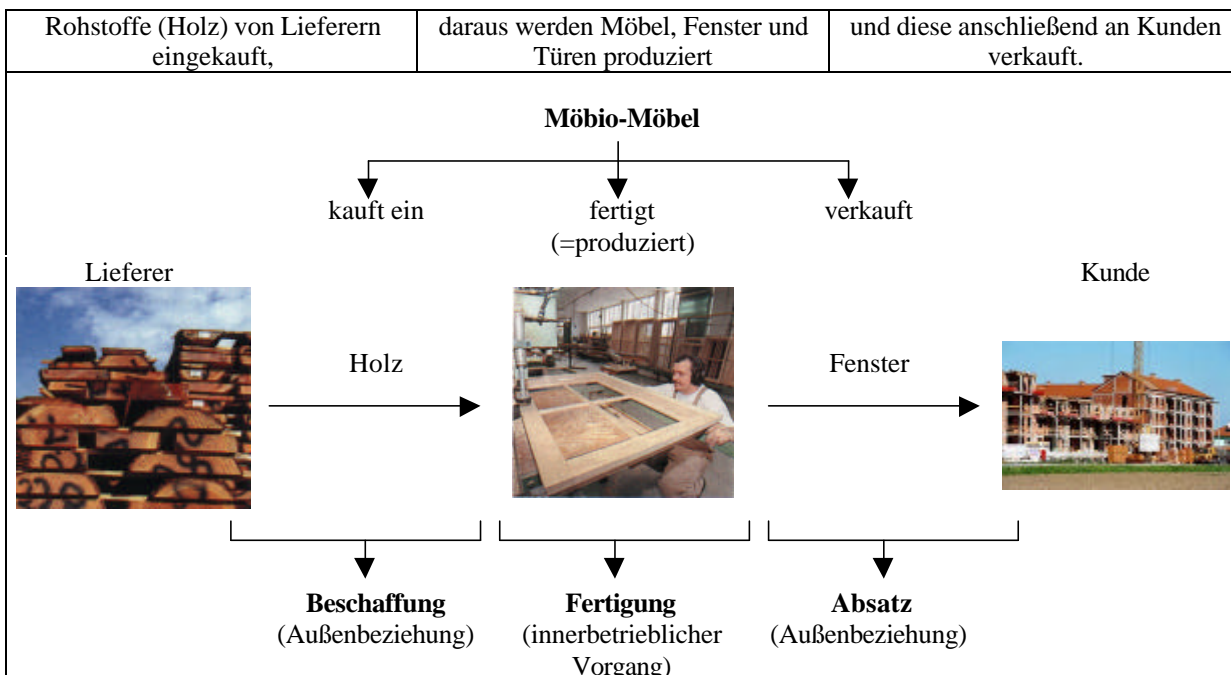 Rohstoffe (Holz) von Lieferern
eingekauft,
daraus werden Möbel, Fenster und
Türen produziert
und diese anschließend an Kunden
verkauft.
Möbio-Möbel
kauft ein
fertigt
(=produziert)
verkauft
Lieferer
Kunde
Holz
Fenster
Beschaffung
(Außenbeziehung)
Fertigung
(innerbetrieblicher
Vorgang)
Absatz
(Außenbeziehung)